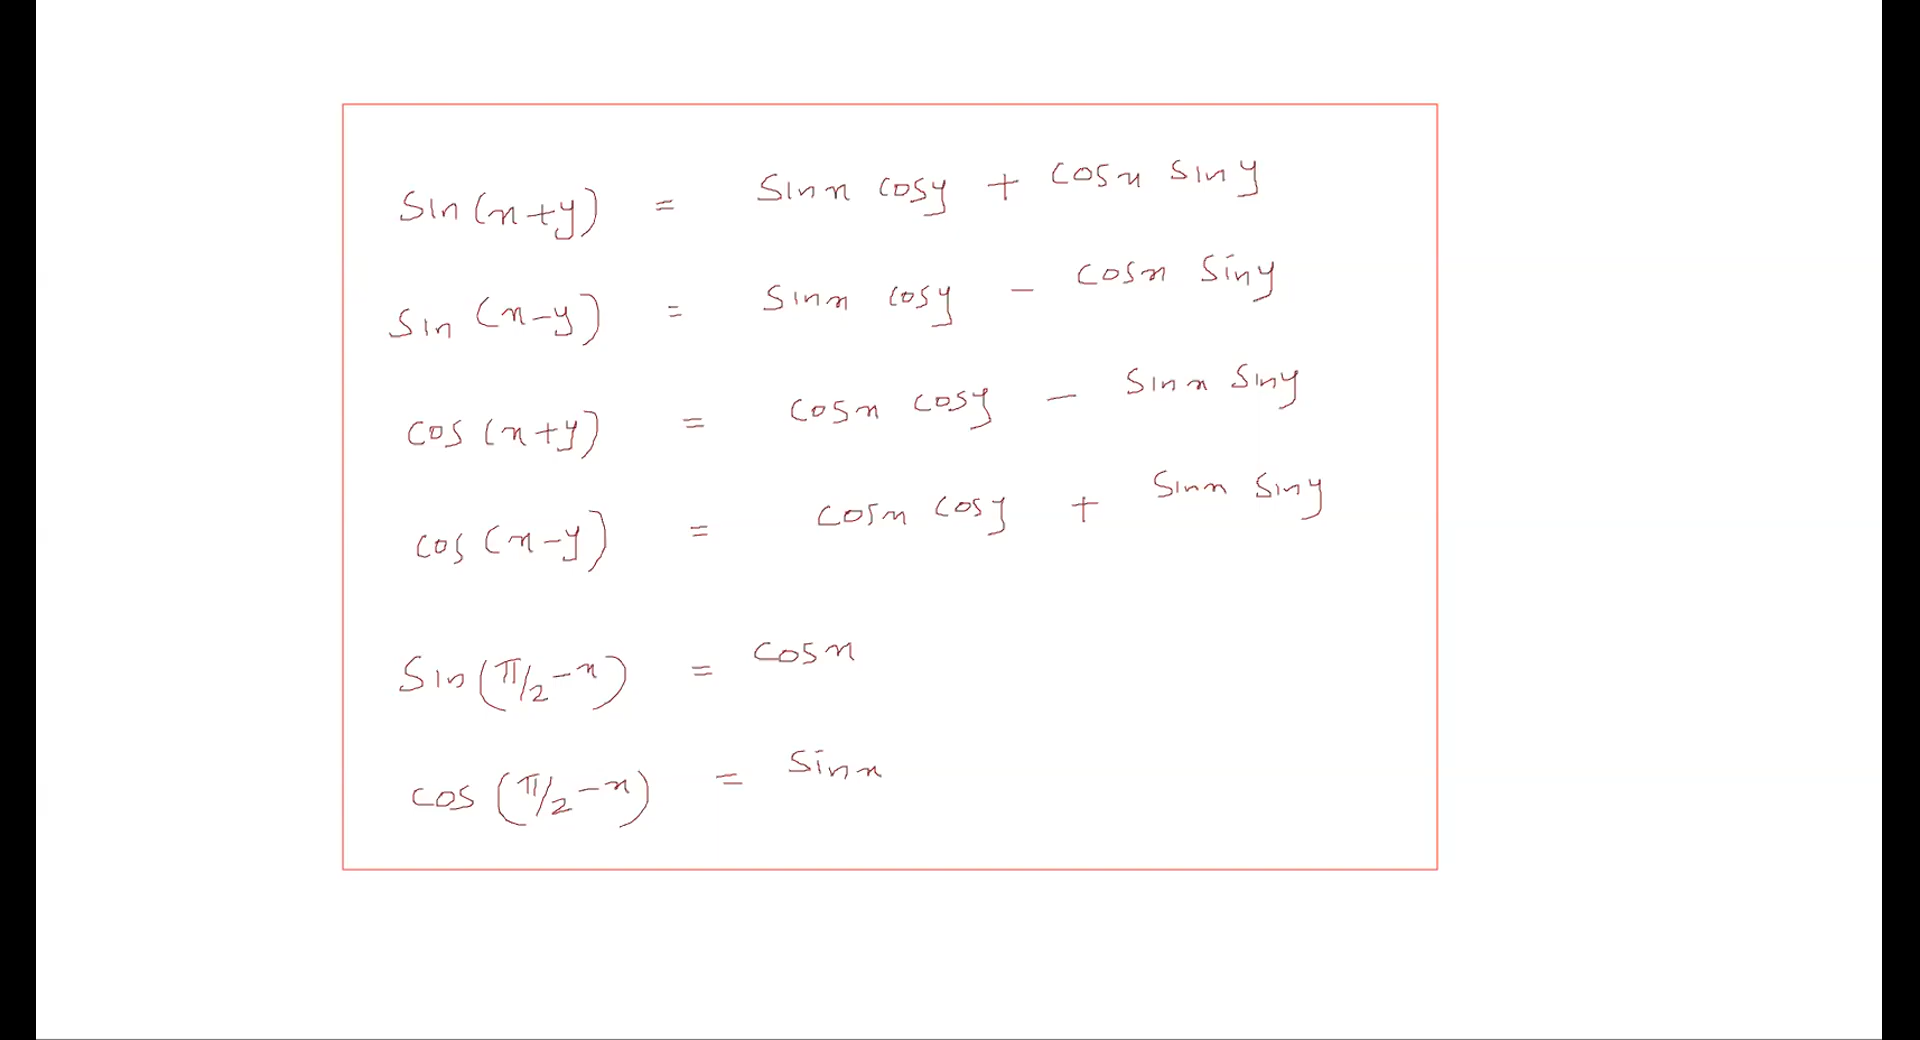 sin (x+y) = sinx cosy + cosx siny
sin (x-y) = sinx cosy - cosx siny
cos (x+y) = cosx cosy - sinx siny
cos (x-y) = cosx cosy + sinx siny
sin (π/2-x) = cosx
cos (π/2-x) = sinx